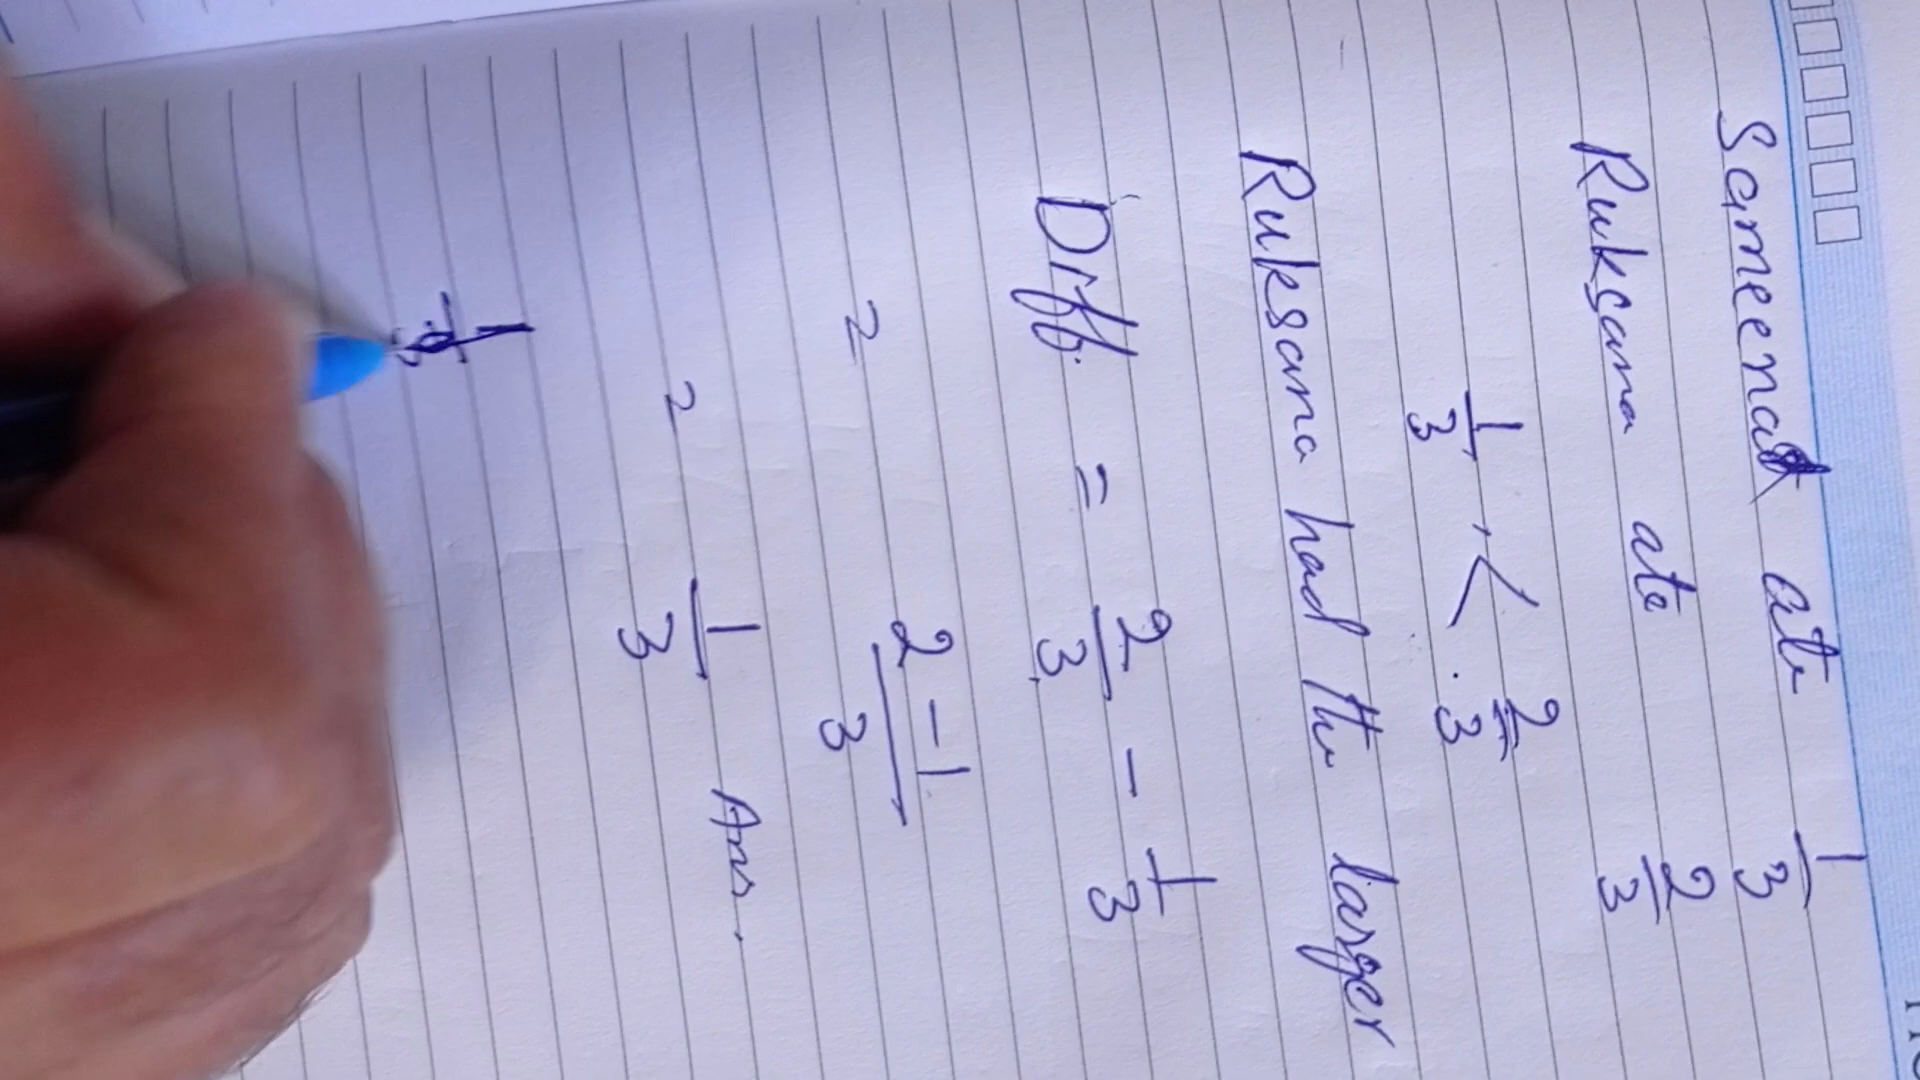 Sameena ate 1/3
Ruksana ate 2/3
1/3 < 2/3
Ruksana had the larger
Diff. = 2/3 - 1/3
= 2-1/3
= 1/3 Ans.